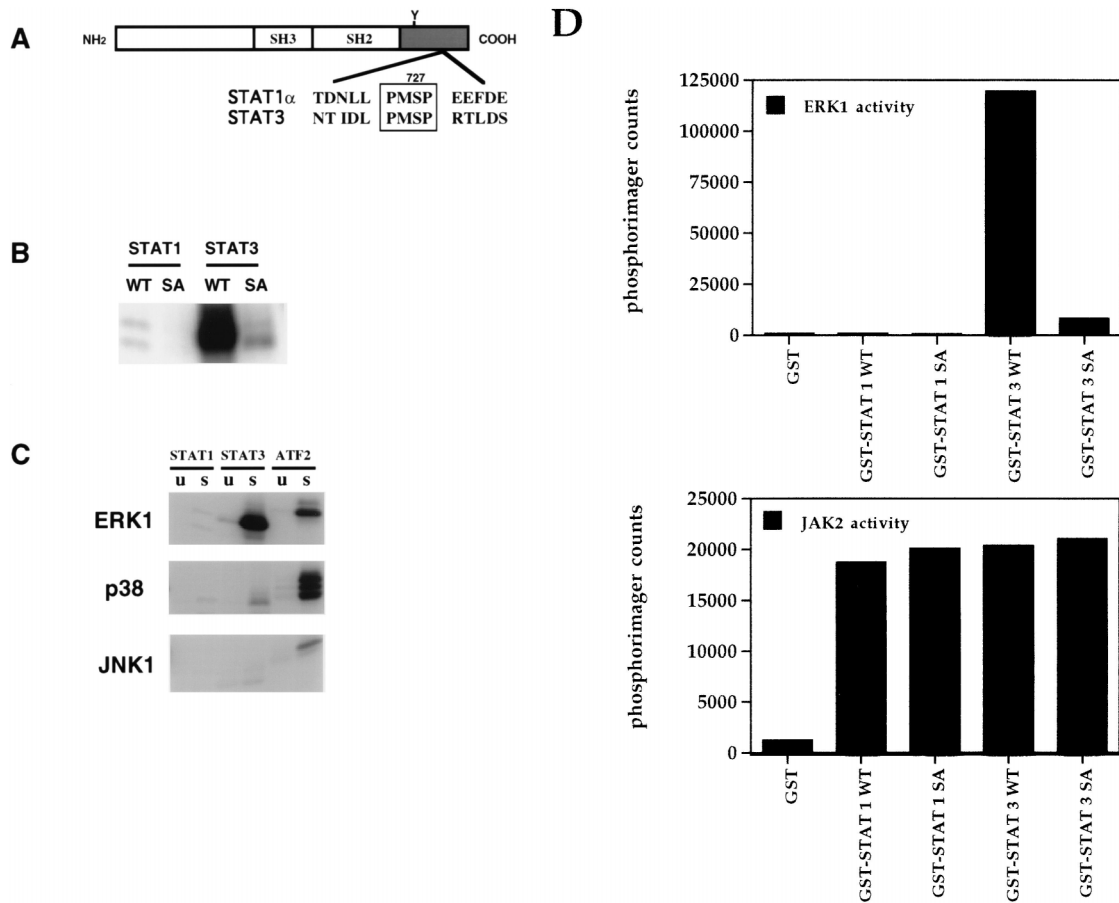 A
NH2 SH3 SH2 Y COOH
727
STAT1α TDNLL PMSP EEFDE
STAT3 NT IDL PMSP RTLDS
B
STAT1 STAT3
WT SA WT SA
C
STAT1 STAT3 ATF2
u s u s u s
ERK1
p38
JNK1
D
phosphorimager counts
125000
100000
75000
50000
25000
0
ERK1 activity
GST
GST-STAT 1 WT
GST-STAT 1 SA
GST-STAT 3 WT
GST-STAT 3 SA
phosphorimager counts
25000
20000
15000
10000
5000
0
JAK2 activity
GST
GST-STAT 1 WT
GST-STAT 1 SA
GST-STAT 3 WT
GST-STAT 3 SA